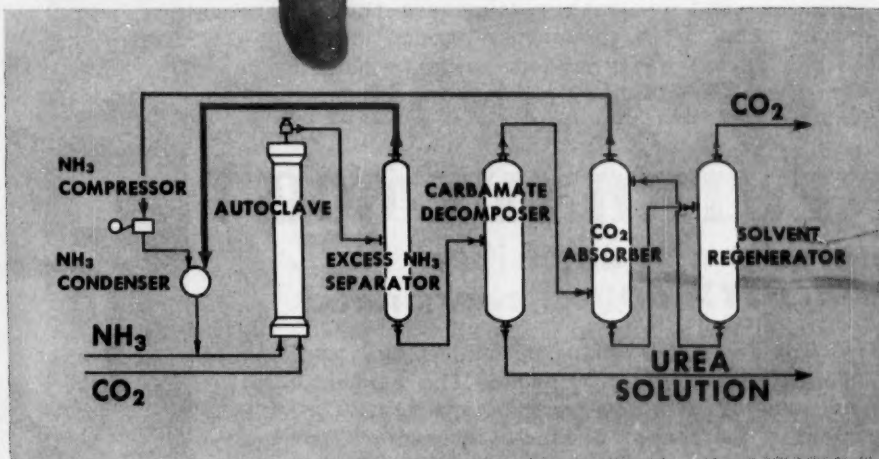 CO2
NH3
COMPRESSOR
AUTOCLAVE
CARBAMATE
DECOMPOSER
CO2
ABSORBER
SOLVENT
REGENERATOR
EXCESS NH3
SEPARATOR
NH3
CONDENSER
NH3
CO2
UREA
SOLUTION